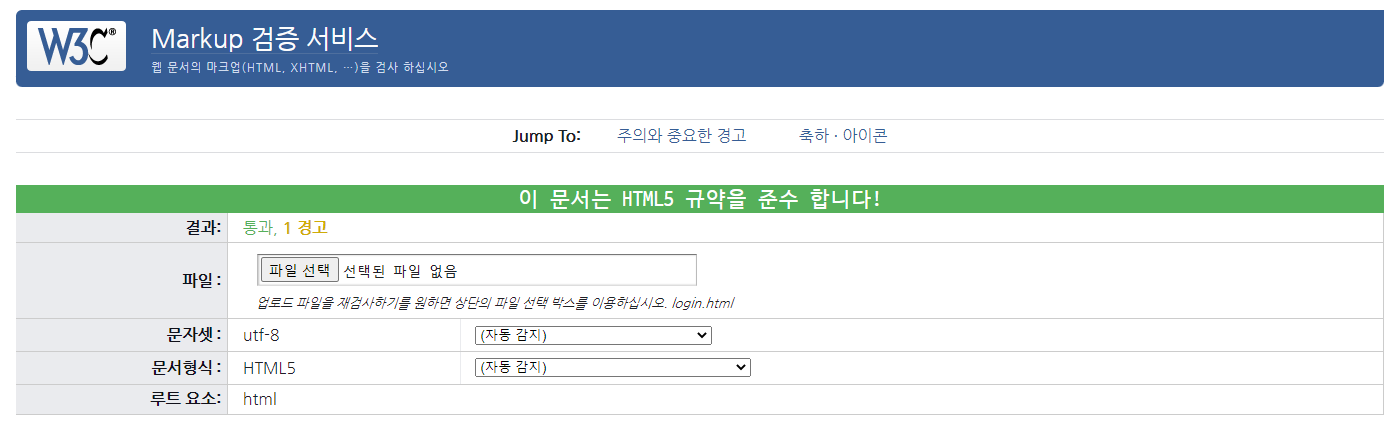 W3C®
Markup 검증 서비스
웹 문서의 마크업(HTML, XHTML, …)을 검사 하십시오
Jump To: 주의와 중요한 경고 축하 · 아이콘
이 문서는 HTML5 규약을 준수 합니다!
결과: 통과, 1 경고
파일 : 파일 선택 선택된 파일 없음
업로드 파일을 재검사하기를 원하면 상단의 파일 선택 박스를 이용하십시오. login.html
문자셋 : utf-8 (자동 감지)
문서형식 : HTML5 (자동 감지)
루트 요소: html